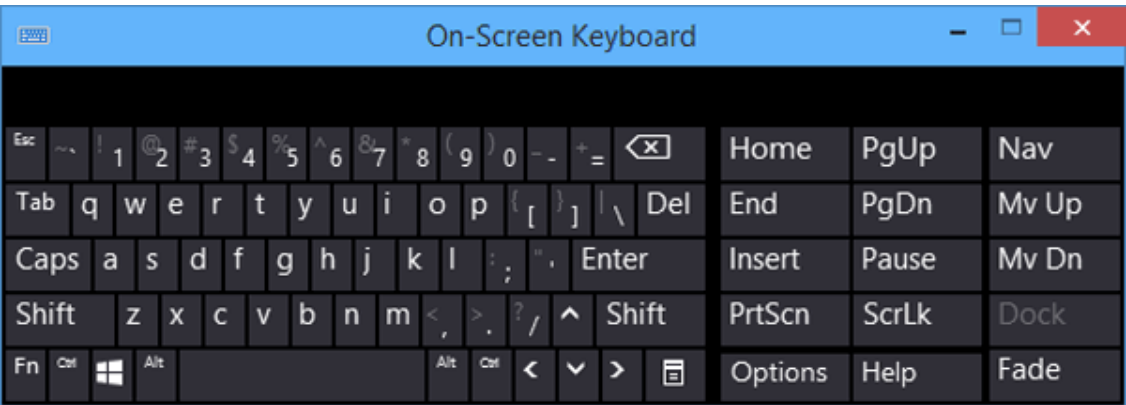 On-Screen Keyboard
Esc ~ ` ! 1 @ 2 # 3 $ 4 % 5 ^ 6 & 7 * 8 ( 9 ) 0 _ - + = Home PgUp Nav
Tab q w e r t y u i o p { [ } ] | \ Del End PgDn Mv Up
Caps a s d f g h j k l : ; " ' Enter Insert Pause Mv Dn
Shift z x c v b n m < , > . ? / ^ Shift PrtScn ScrLk Dock
Fn Ctrl Alt Alt Ctrl Options Help Fade